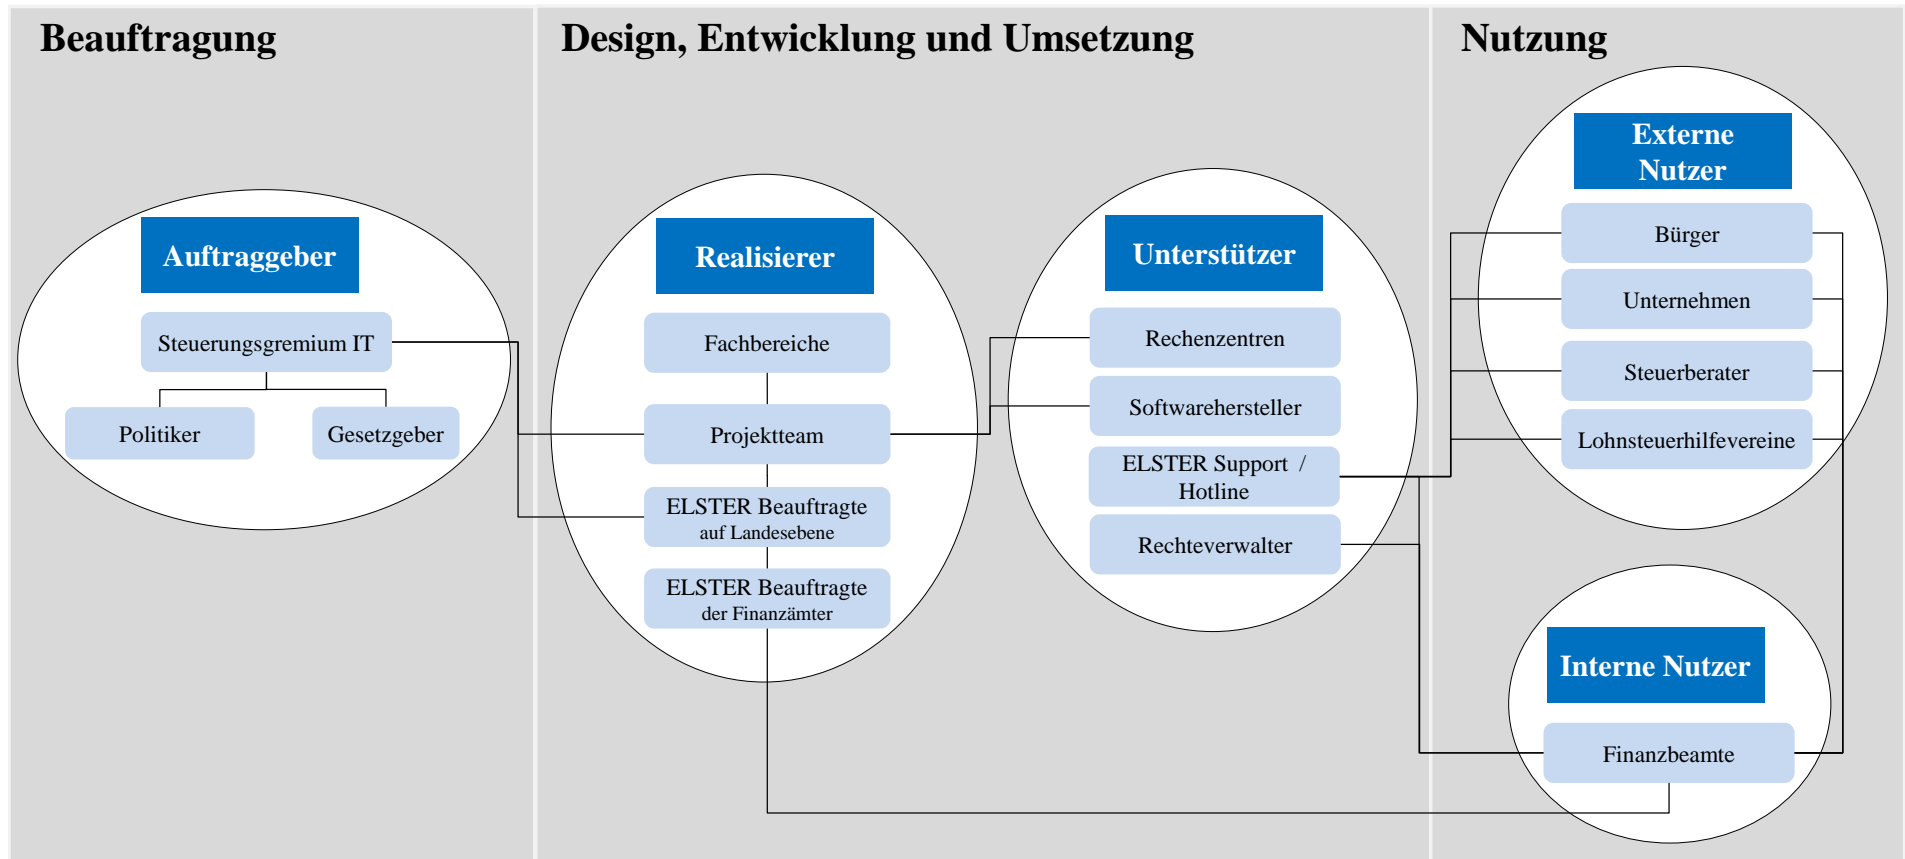 Beauftragung
Design, Entwicklung und Umsetzung
Nutzung
Auftraggeber
Steuerungsgremium IT
Politiker
Gesetzgeber
Realisierer
Fachbereiche
Projektteam
ELSTER Beauftragte
auf Landesebene
ELSTER Beauftragte
der Finanzämter
Unterstützer
Rechenzentren
Softwarehersteller
ELSTER Support /
Hotline
Rechteverwalter
Externe
Nutzer
Bürger
Unternehmen
Steuerberater
Lohnsteuerhilfevereine
Interne Nutzer
Finanzbeamte